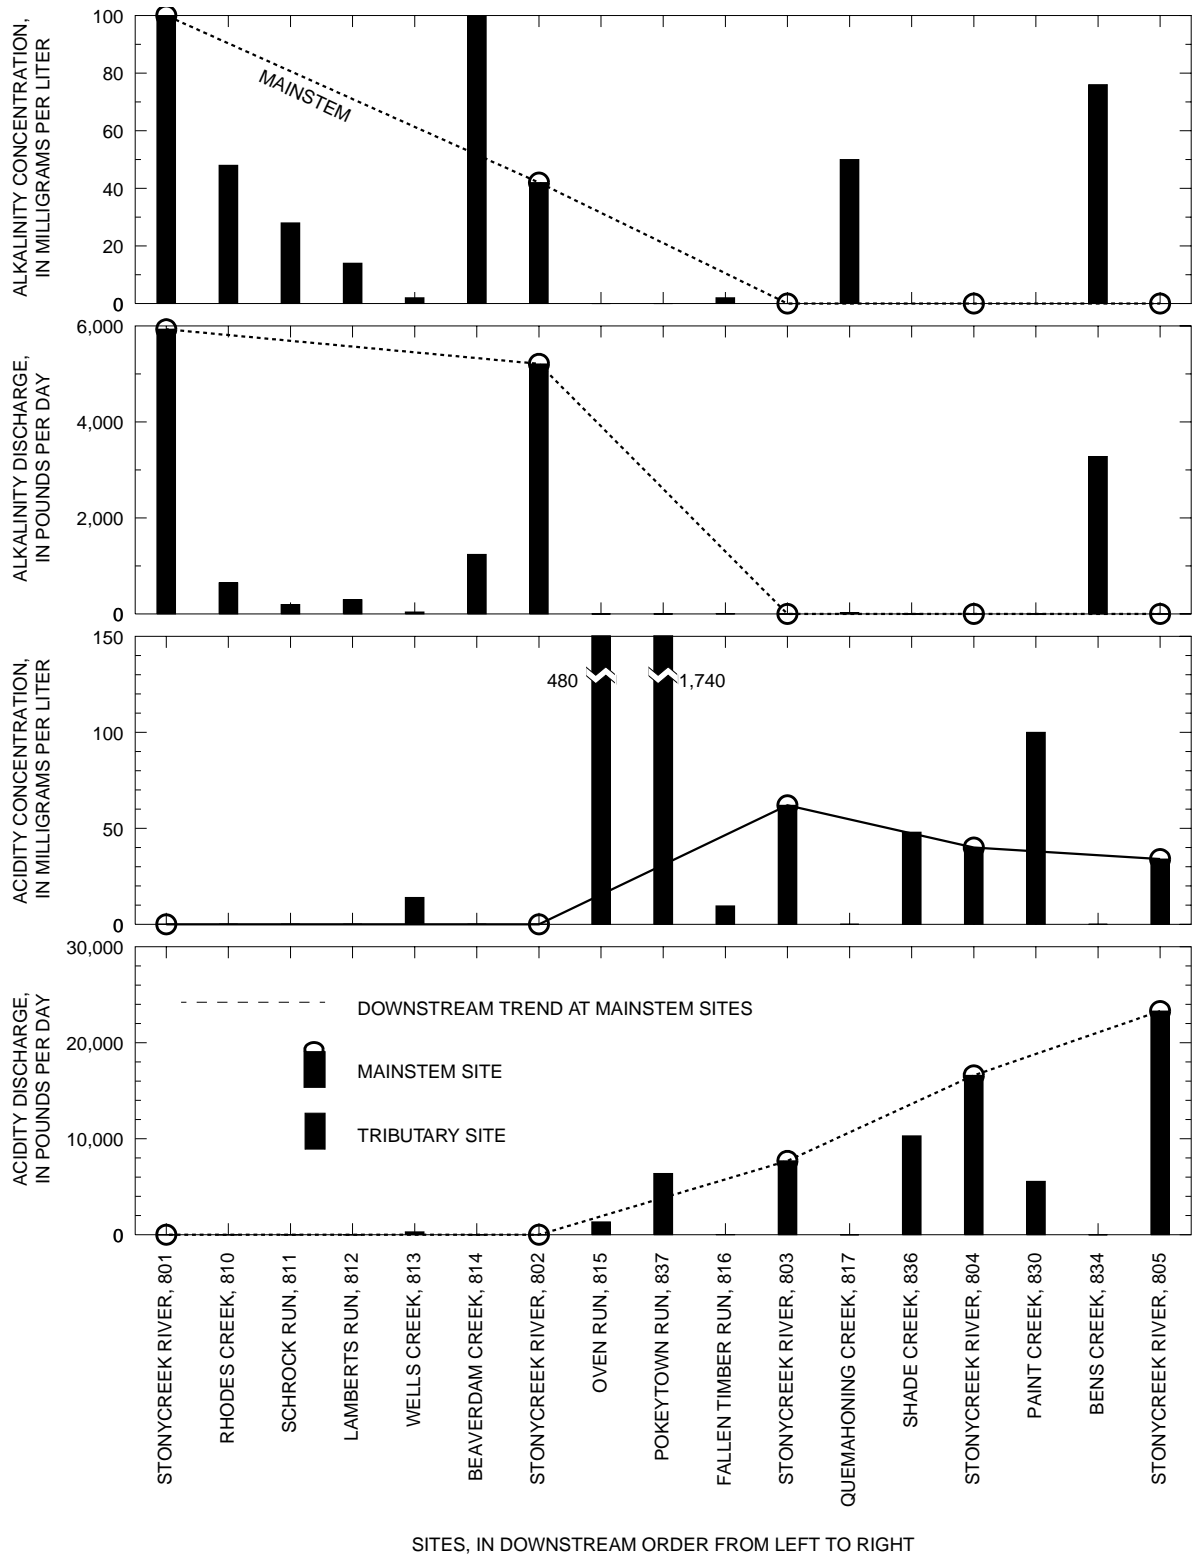 ALKALINITY CONCENTRATION,
IN MILLIGRAMS PER LITER
100
80
60
40
20
0
MAINSTEM
ALKALINITY DISCHARGE,
IN POUNDS PER DAY
6,000
4,000
2,000
0
ACIDITY CONCENTRATION,
IN MILLIGRAMS PER LITER
150
100
50
0
480
1,740
ACIDITY DISCHARGE,
IN POUNDS PER DAY
30,000
20,000
10,000
0
DOWNSTREAM TREND AT MAINSTEM SITES
MAINSTEM SITE
TRIBUTARY SITE
STONYCREEK RIVER, 801
RHODES CREEK, 810
SCHROCK RUN, 811
LAMBERTS RUN, 812
WELLS CREEK, 813
BEAVERDAM CREEK, 814
STONYCREEK RIVER, 802
OVEN RUN, 815
POKEYTOWN RUN, 837
FALLEN TIMBER RUN, 816
STONYCREEK RIVER, 803
QUEMAHONING CREEK, 817
SHADE CREEK, 836
STONYCREEK RIVER, 804
PAINT CREEK, 830
BENS CREEK, 834
STONYCREEK RIVER, 805
SITES, IN DOWNSTREAM ORDER FROM LEFT TO RIGHT